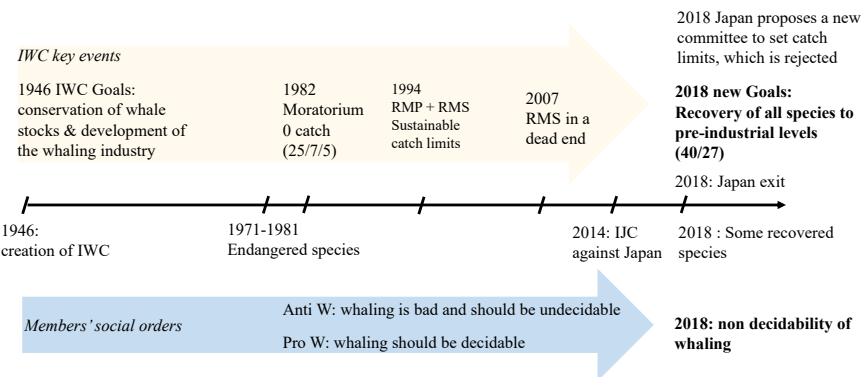 2018 Japan proposes a new
committee to set catch
limits, which is rejected
IWC key events
1946 IWC Goals:
conservation of whale
stocks & development of
the whaling industry
1982
Moratorium
0 catch
(25/7/5)
1994
RMP + RMS
Sustainable
catch limits
2007
RMS in a
dead end
2018 new Goals:
Recovery of all species to
pre-industrial levels
(40/27)
2018: Japan exit
1946:
creation of IWC
1971-1981
Endangered species
2014: IJC
against Japan
2018 : Some recovered
species
Members’ social orders
Anti W: whaling is bad and should be undecidable
Pro W: whaling should be decidable
2018: non decidability of
whaling